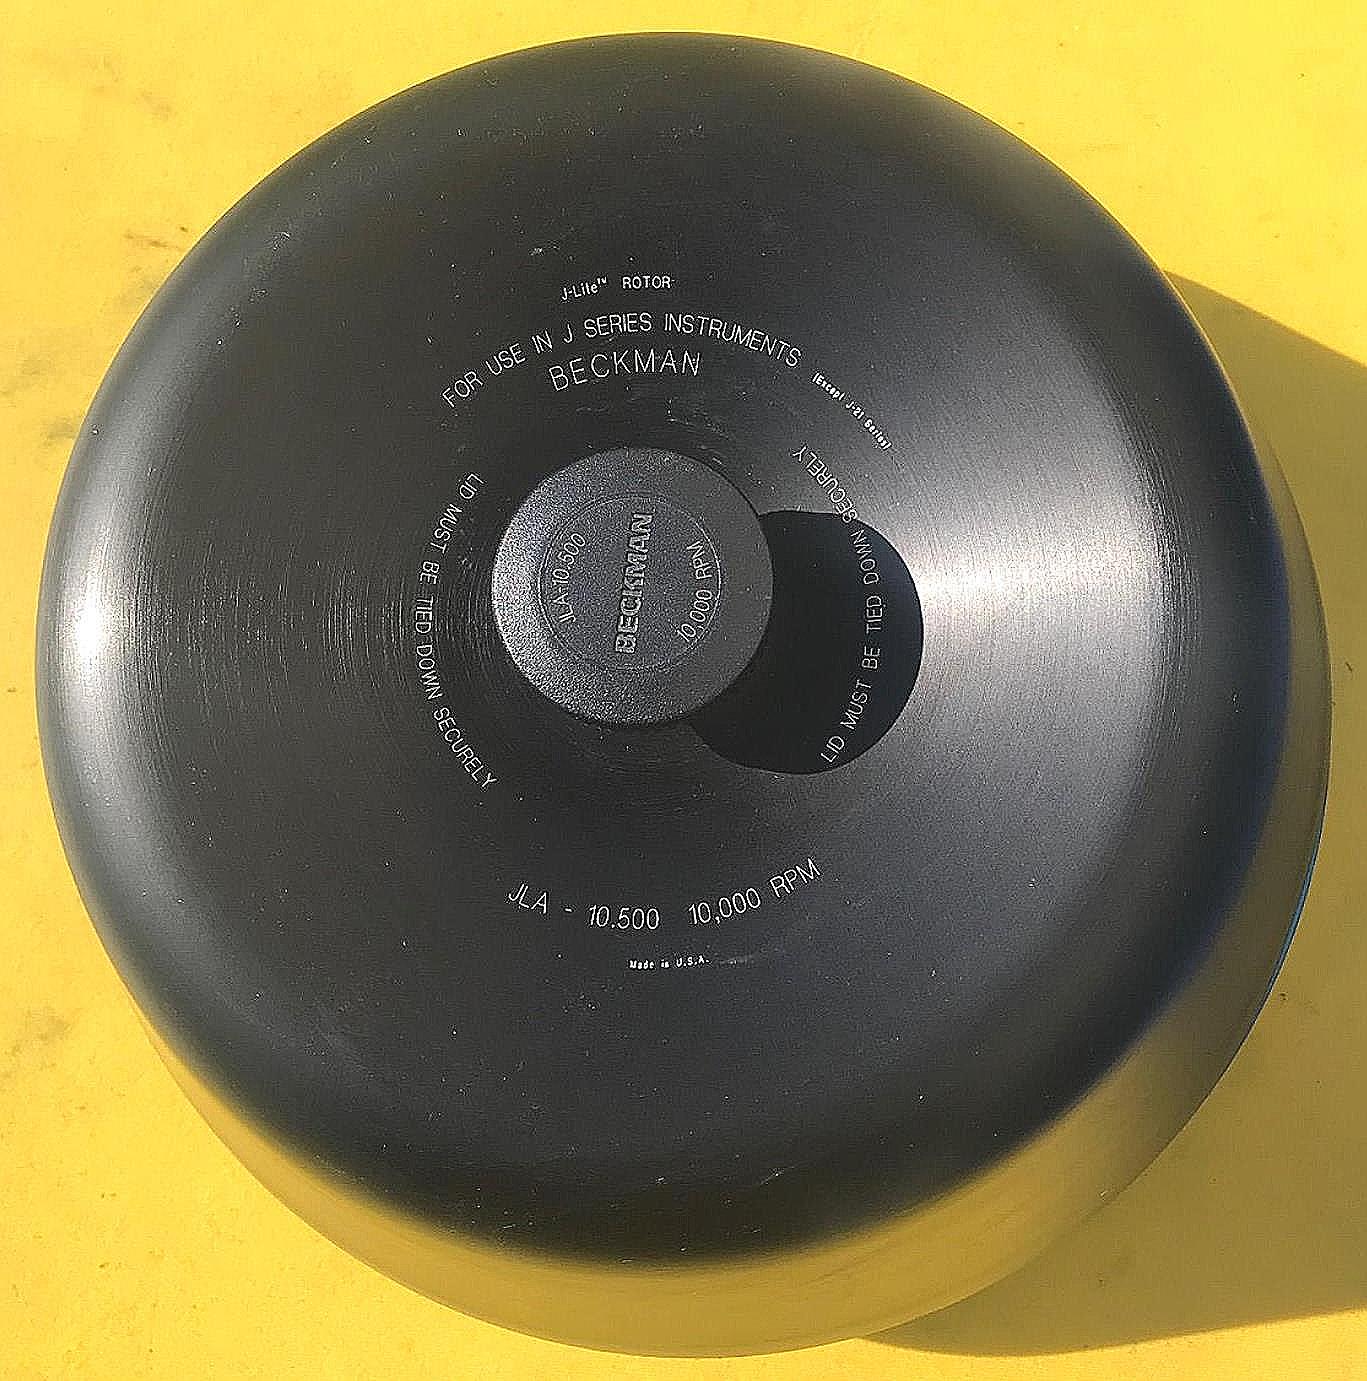 J-Lite™ ROTOR
FOR USE IN J SERIES INSTRUMENTS
(Except J-21 Series)
BECKMAN
LID MUST BE TIED DOWN SECURELY
JLA-10.500
BECKMAN
10,000 RPM
LID MUST BE TIED DOWN SECURELY
JLA - 10.500 10,000 RPM
Made in U.S.A.